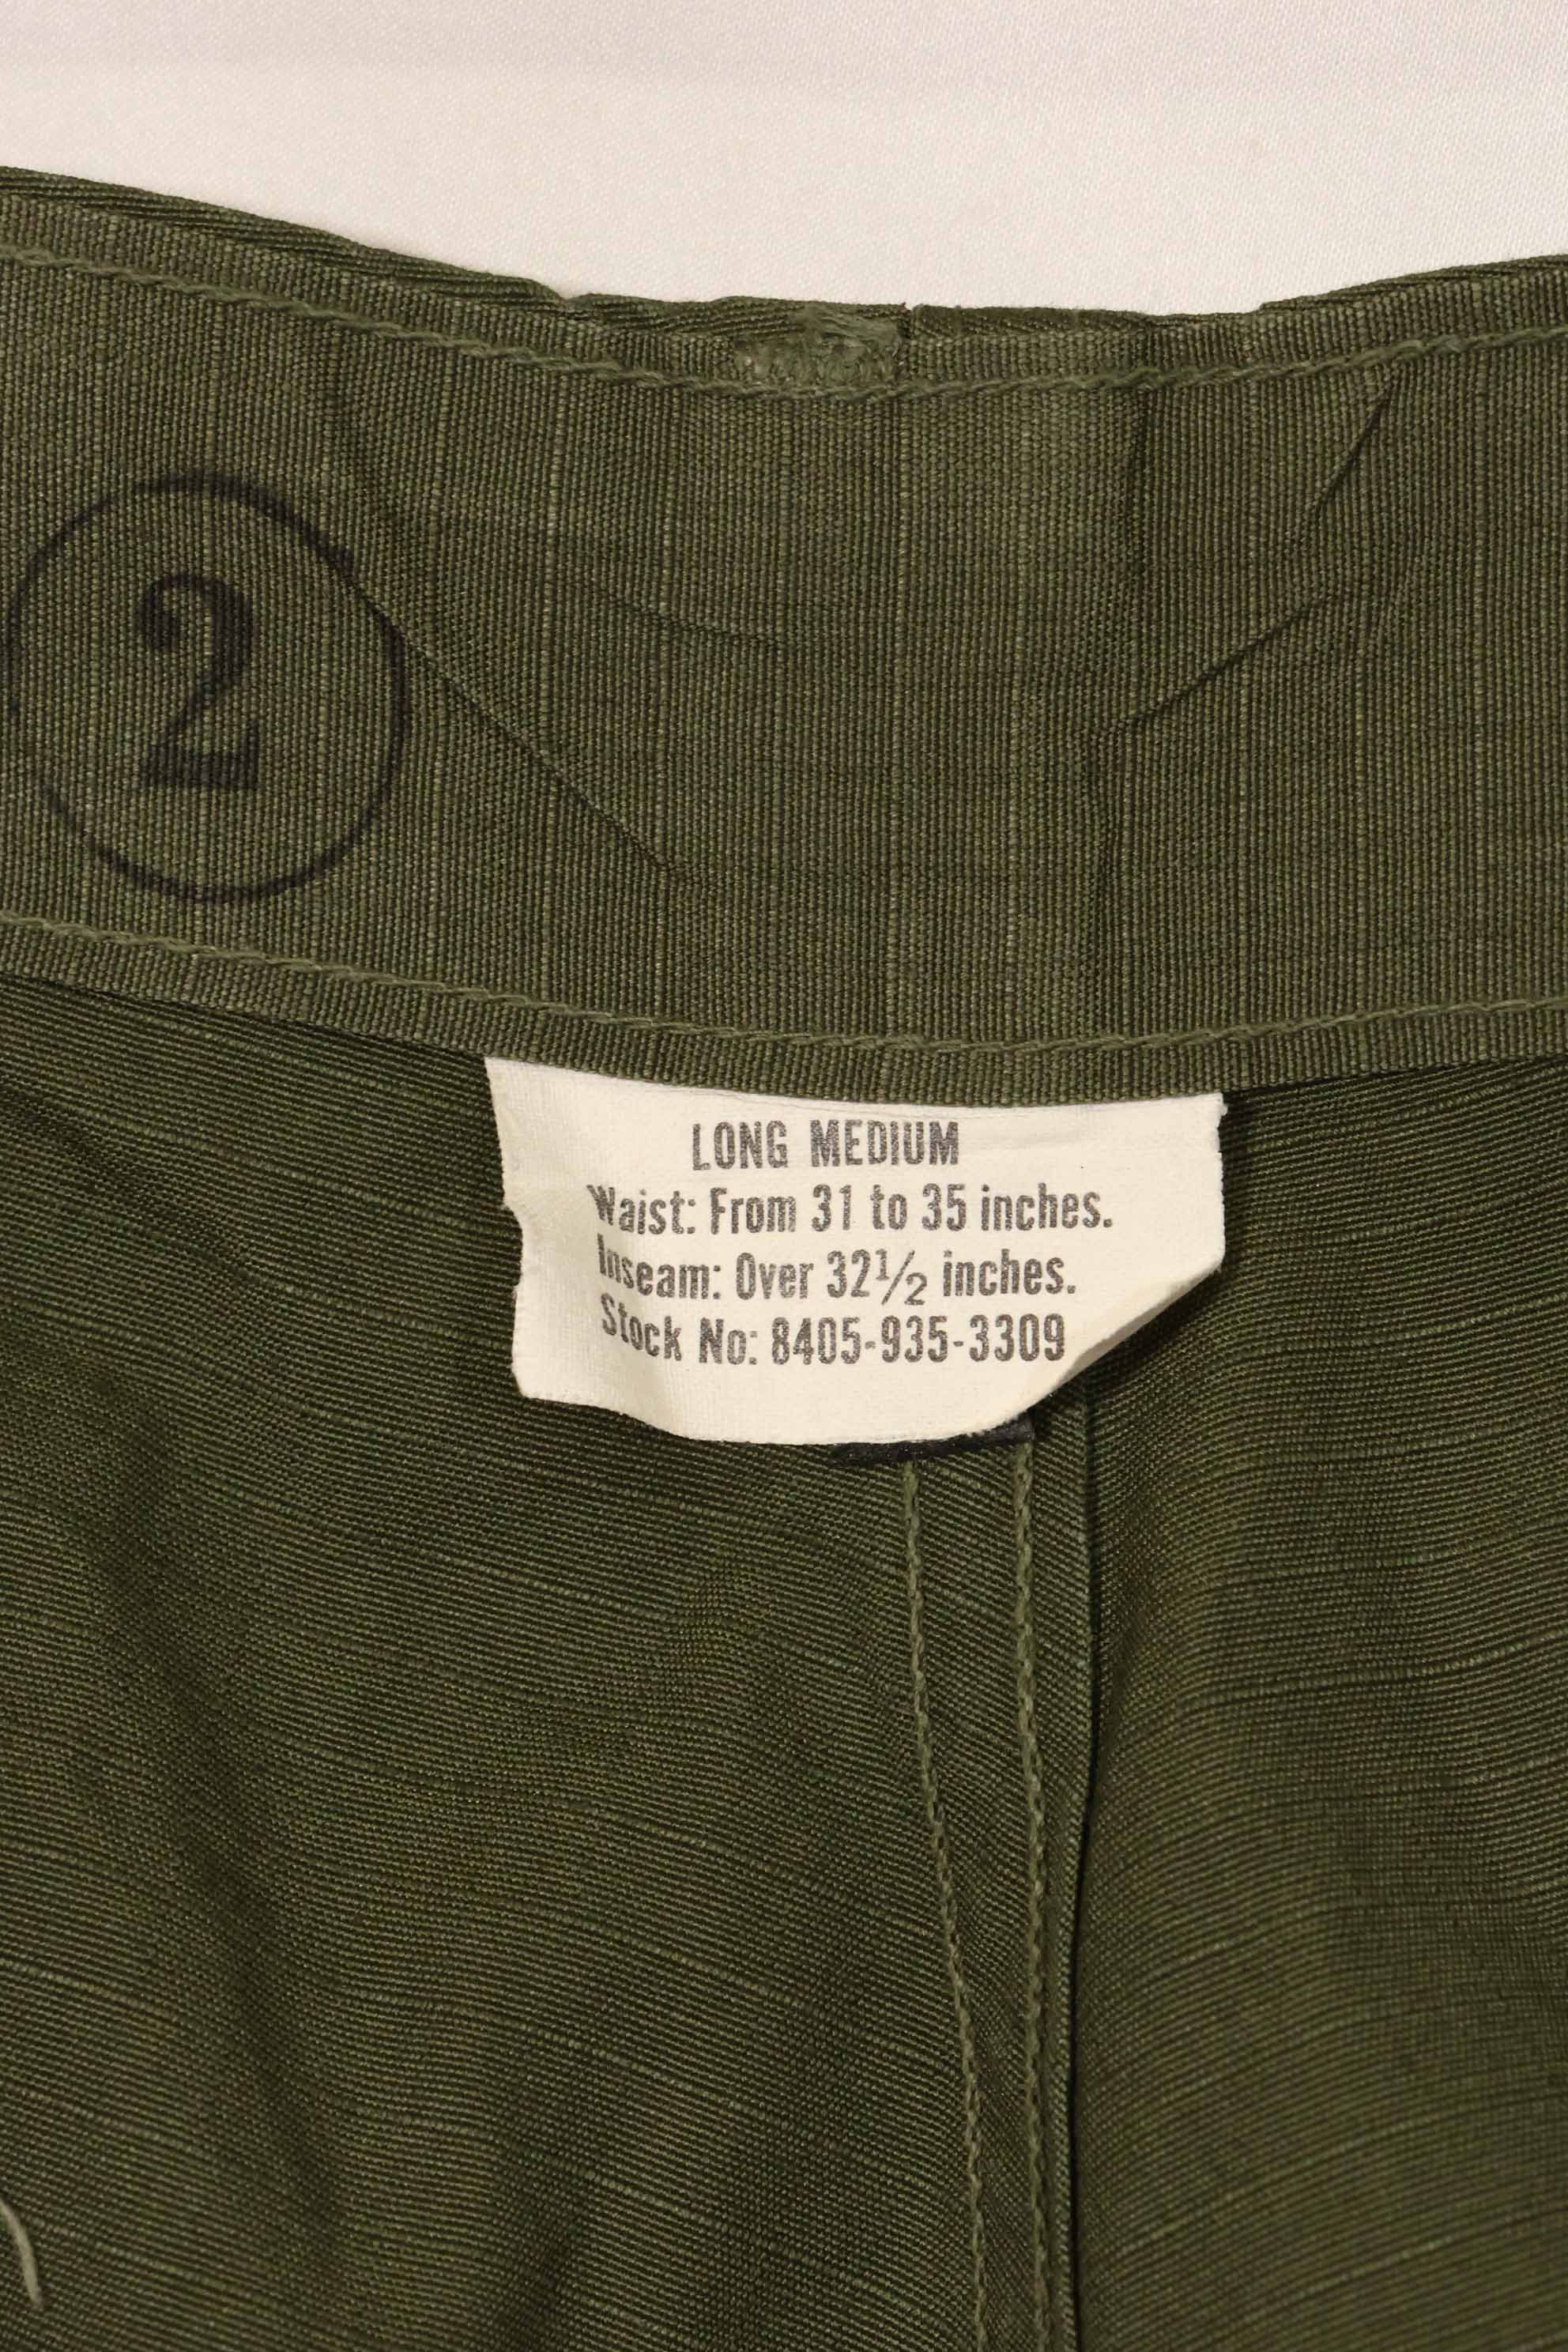 2
LONG MEDIUM
Waist: From 31 to 35 inches.
Inseam: Over 32½ inches.
Stock No: 8405-935-3309